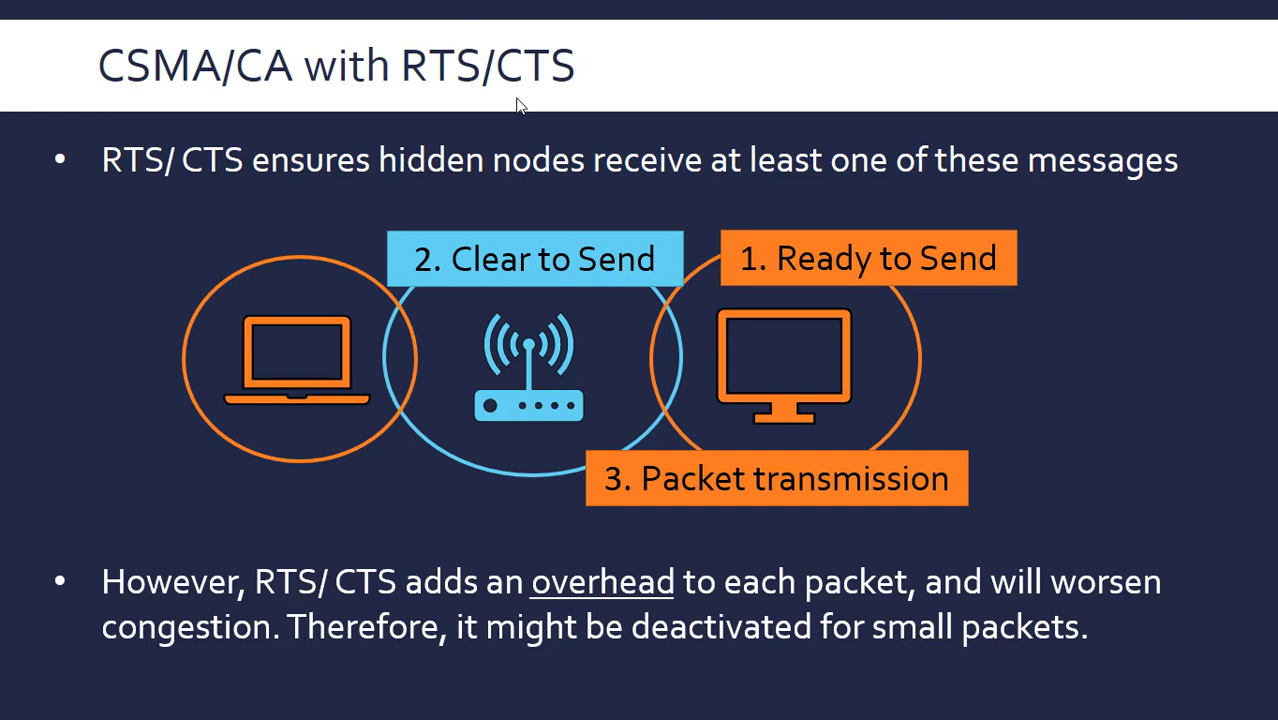 CSMA/CA with RTS/CTS
• RTS/ CTS ensures hidden nodes receive at least one of these messages
2. Clear to Send
1. Ready to Send
3. Packet transmission
• However, RTS/ CTS adds an overhead to each packet, and will worsen
congestion. Therefore, it might be deactivated for small packets.